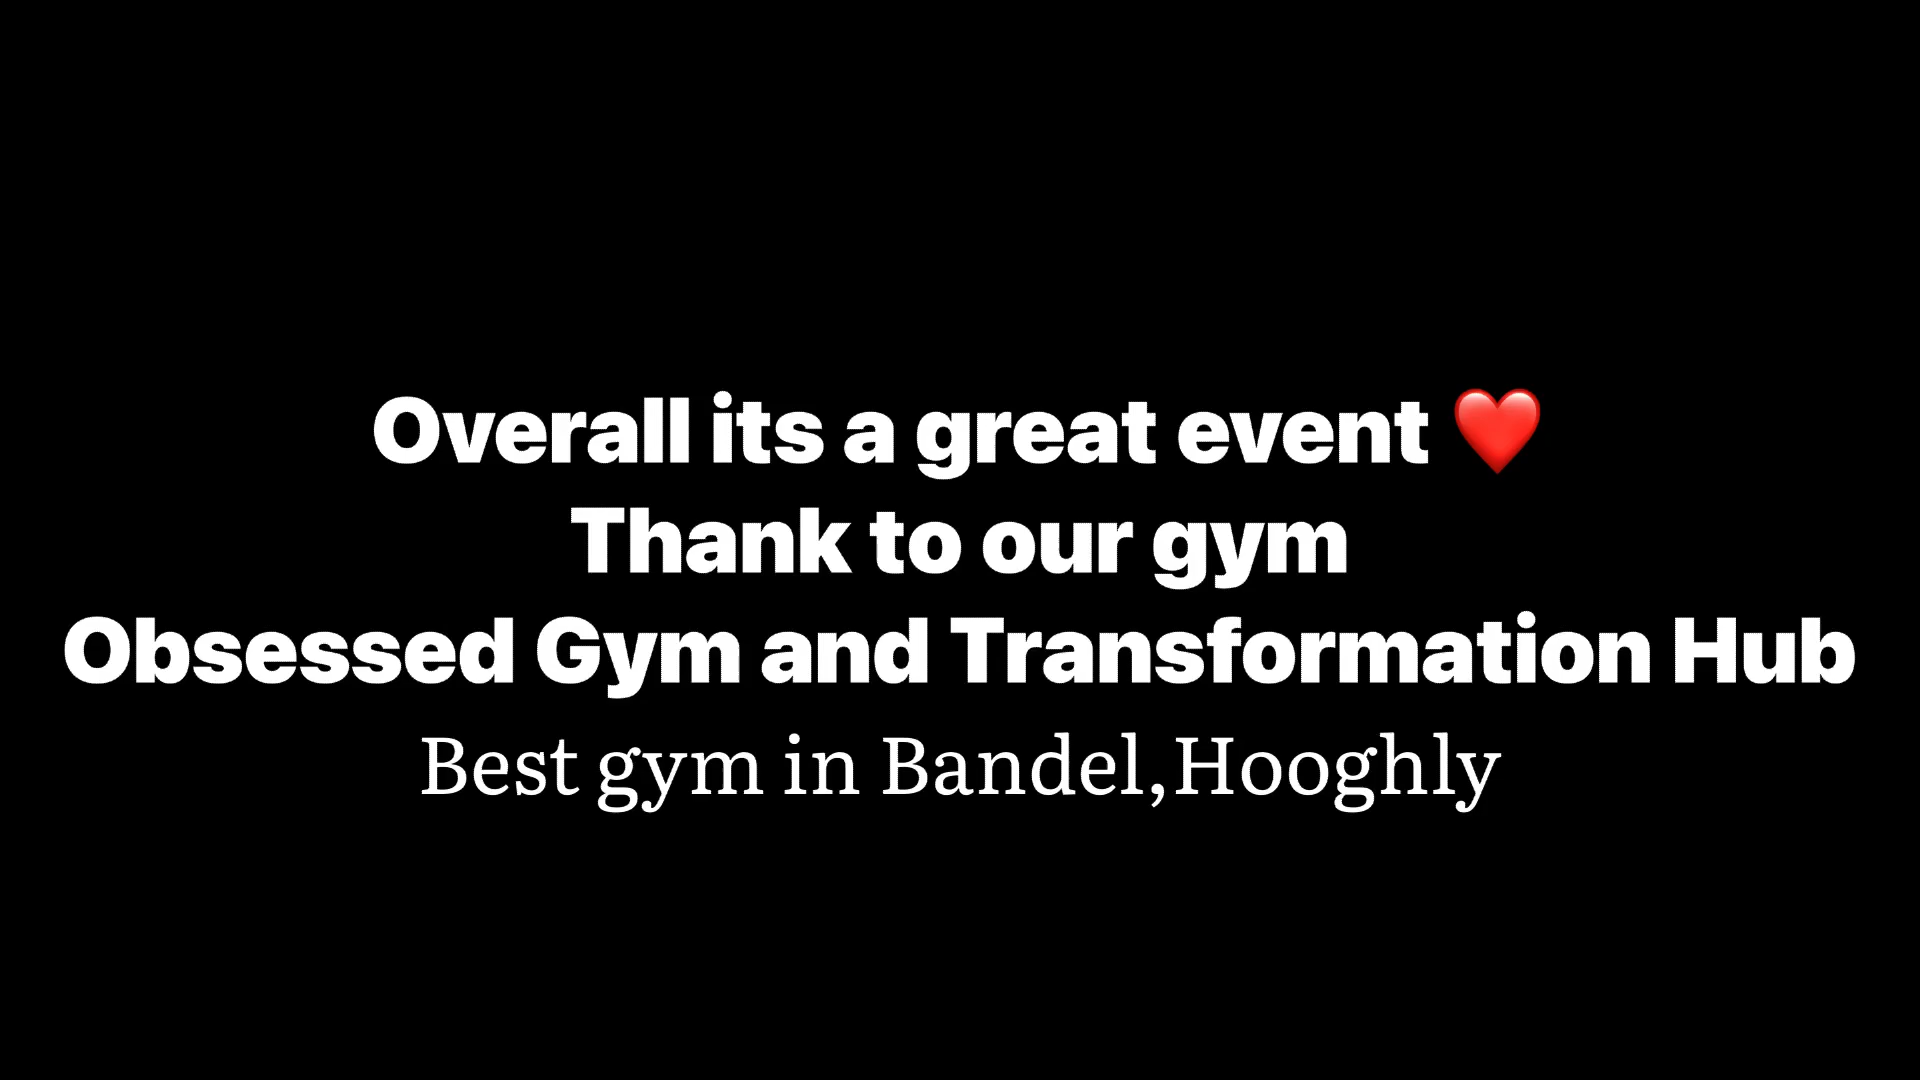 Overall its a great event ❤️
Thank to our gym
Obsessed Gym and Transformation Hub
Best gym in Bandel,Hooghly